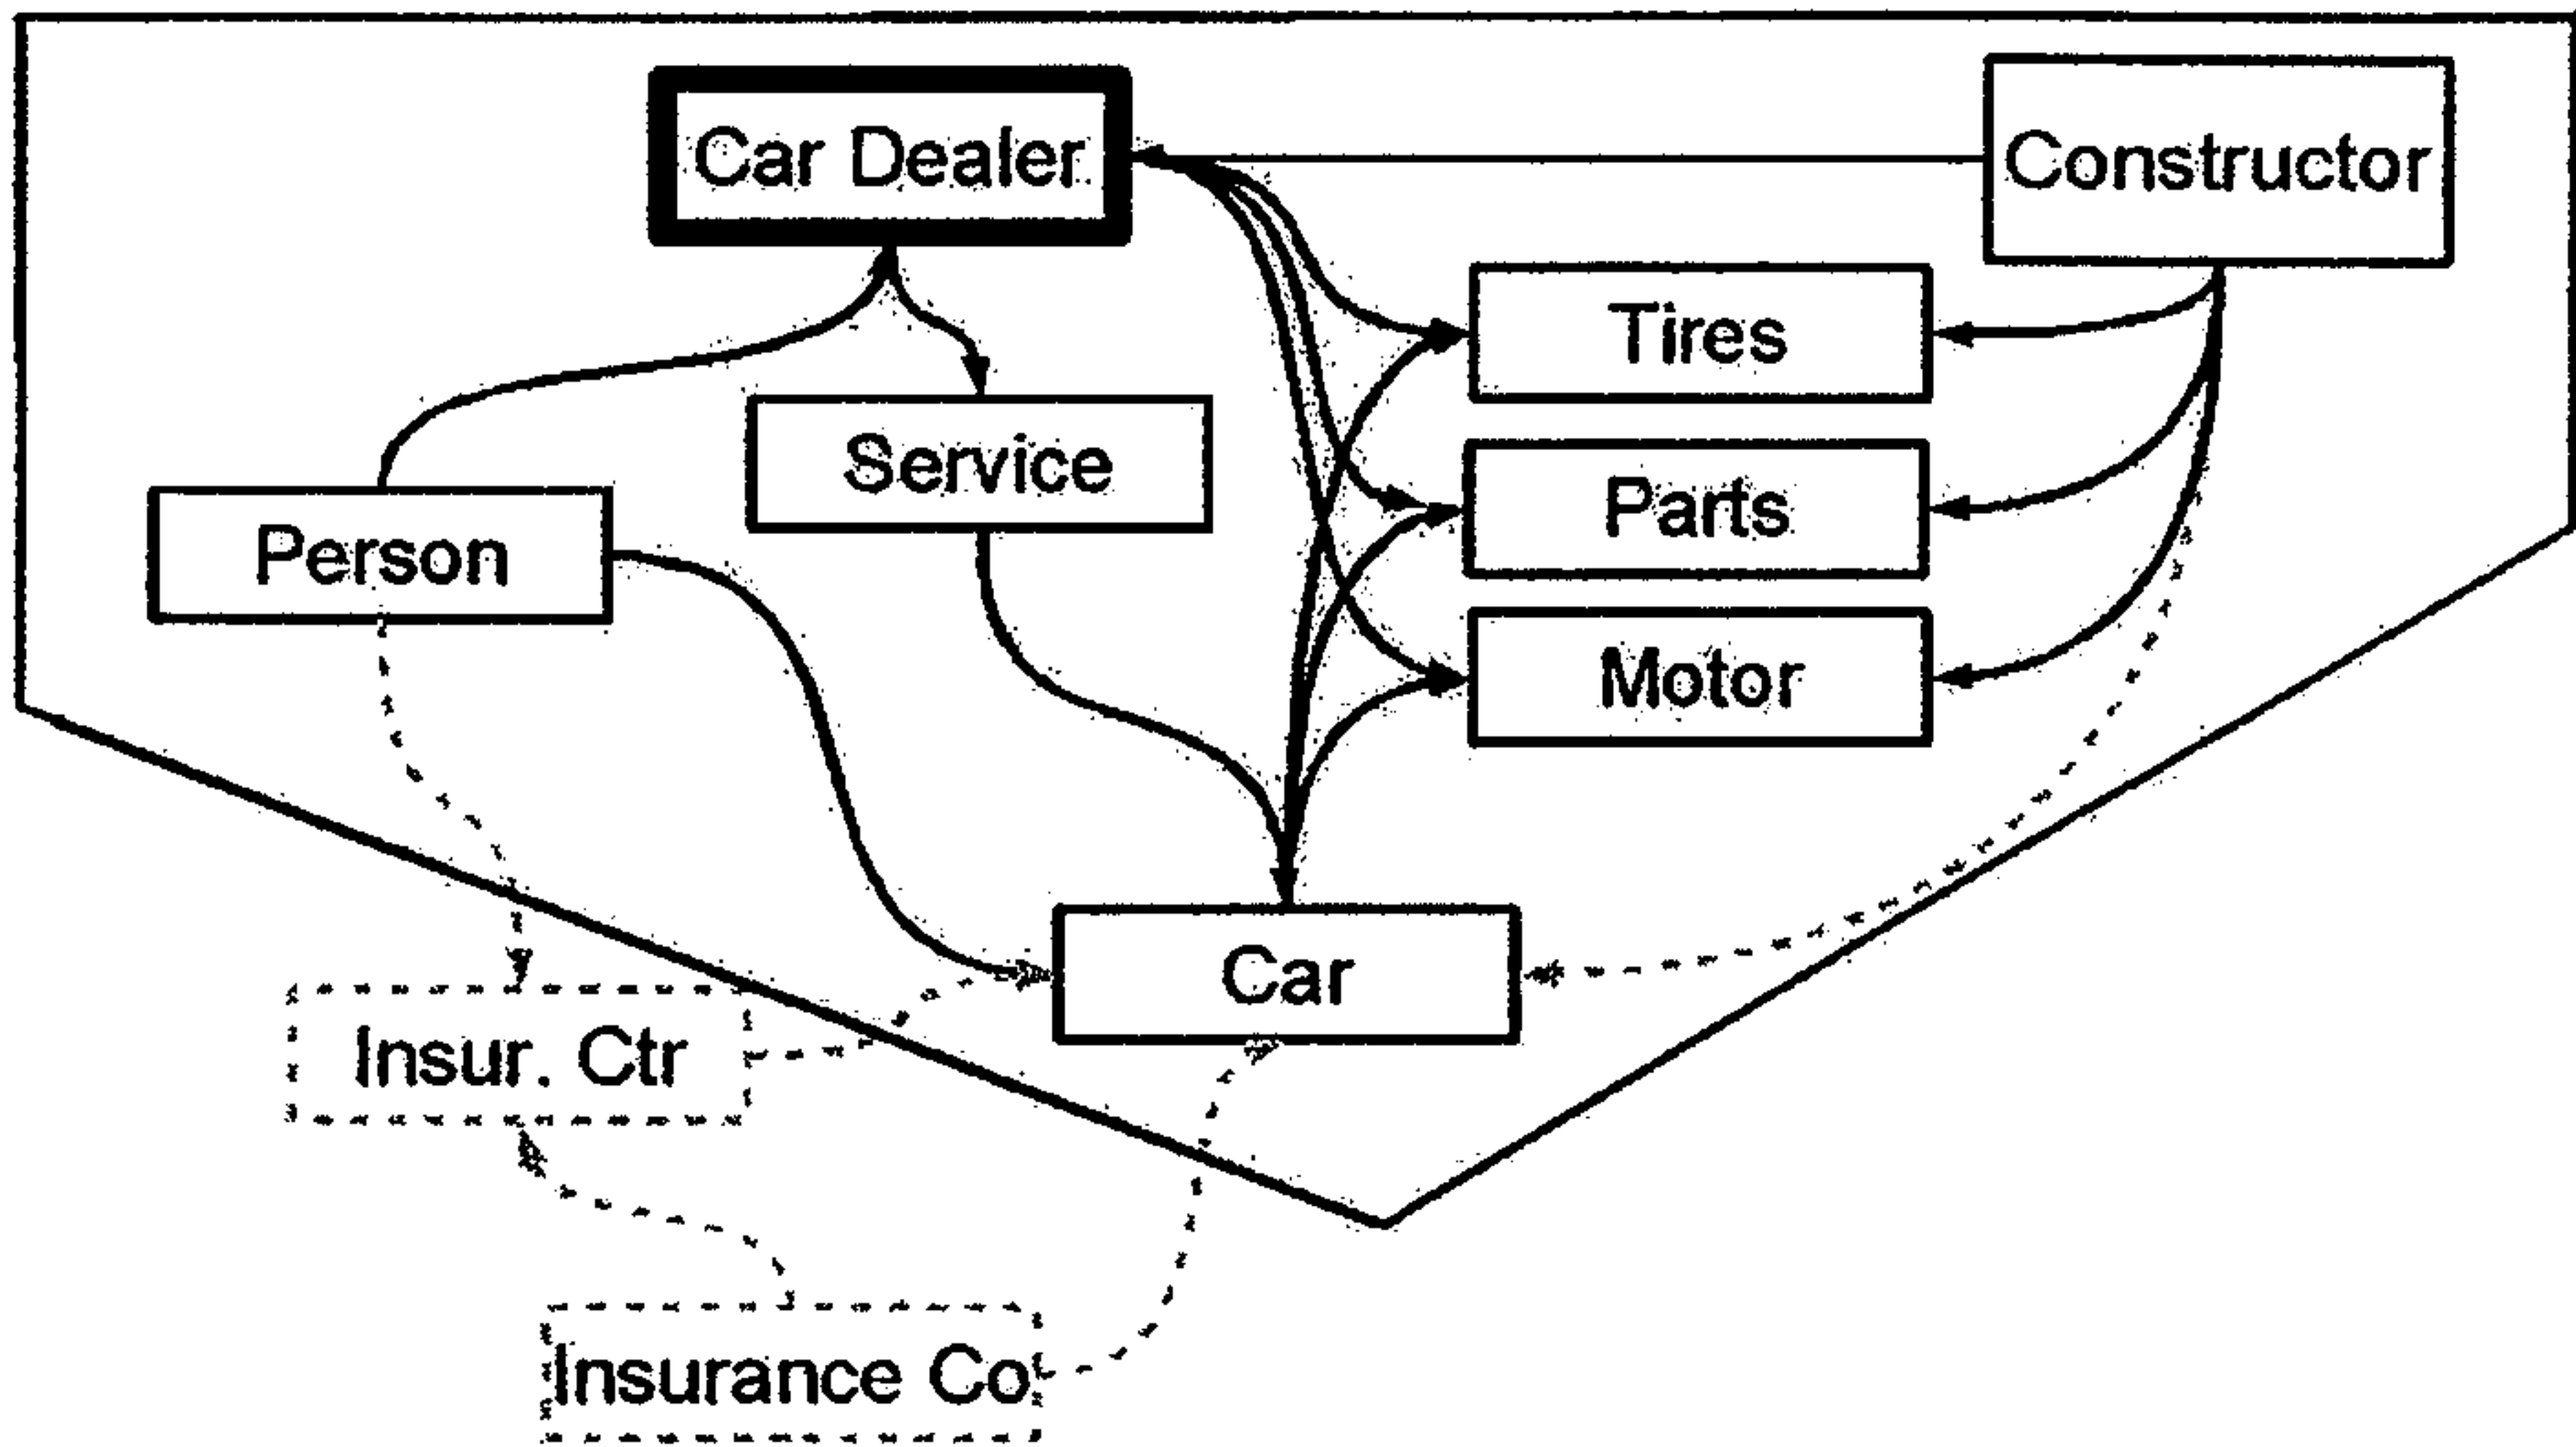 Car Dealer
Constructor
Tires
Service
Parts
Person
Motor
Car
Insur. Ctr
Insurance Co